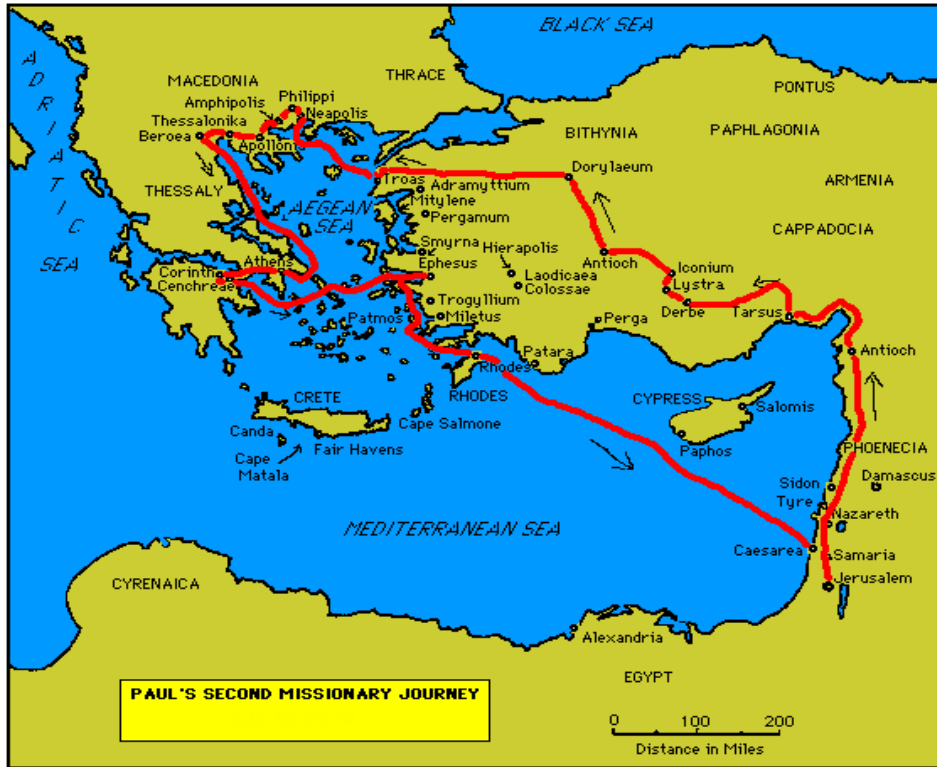 BLACK SEA
ADRIATIC
SEA
MACEDONIA
THRACE
PONTUS
Philippi
Amphipolis
Neapolis
Thessalonika
BITHYNIA
PAPHLAGONIA
Beroea
Apolloni
Dorylaeum
Troas
Adramyttium
ARMENIA
THESSALY
Mitylene
AEGEAN
SEA
Pergamum
CAPPADOCIA
Smyrna
Hierapolis
Athens
Ephesus
Antioch
Iconium
Corinth
Laodicaea
Lystra
Cenchreae
Colossae
Trogyllium
Derbe
Tarsus
Patmos
Miletus
Perga
Antioch
Patara
Rhodes
CRETE
RHODES
CYPRESS
Salomis
Cape Salmone
Canda
Fair Havens
Paphos
PHOENECIA
Cape
Matala
Sidon
Damascus
Tyre
Nazareth
MEDITERRANEAN SEA
Caesarea
Samaria
CYRENAICA
Jerusalem
Alexandria
EGYPT
PAUL'S SECOND MISSIONARY JOURNEY
0 100 200
Distance in Miles